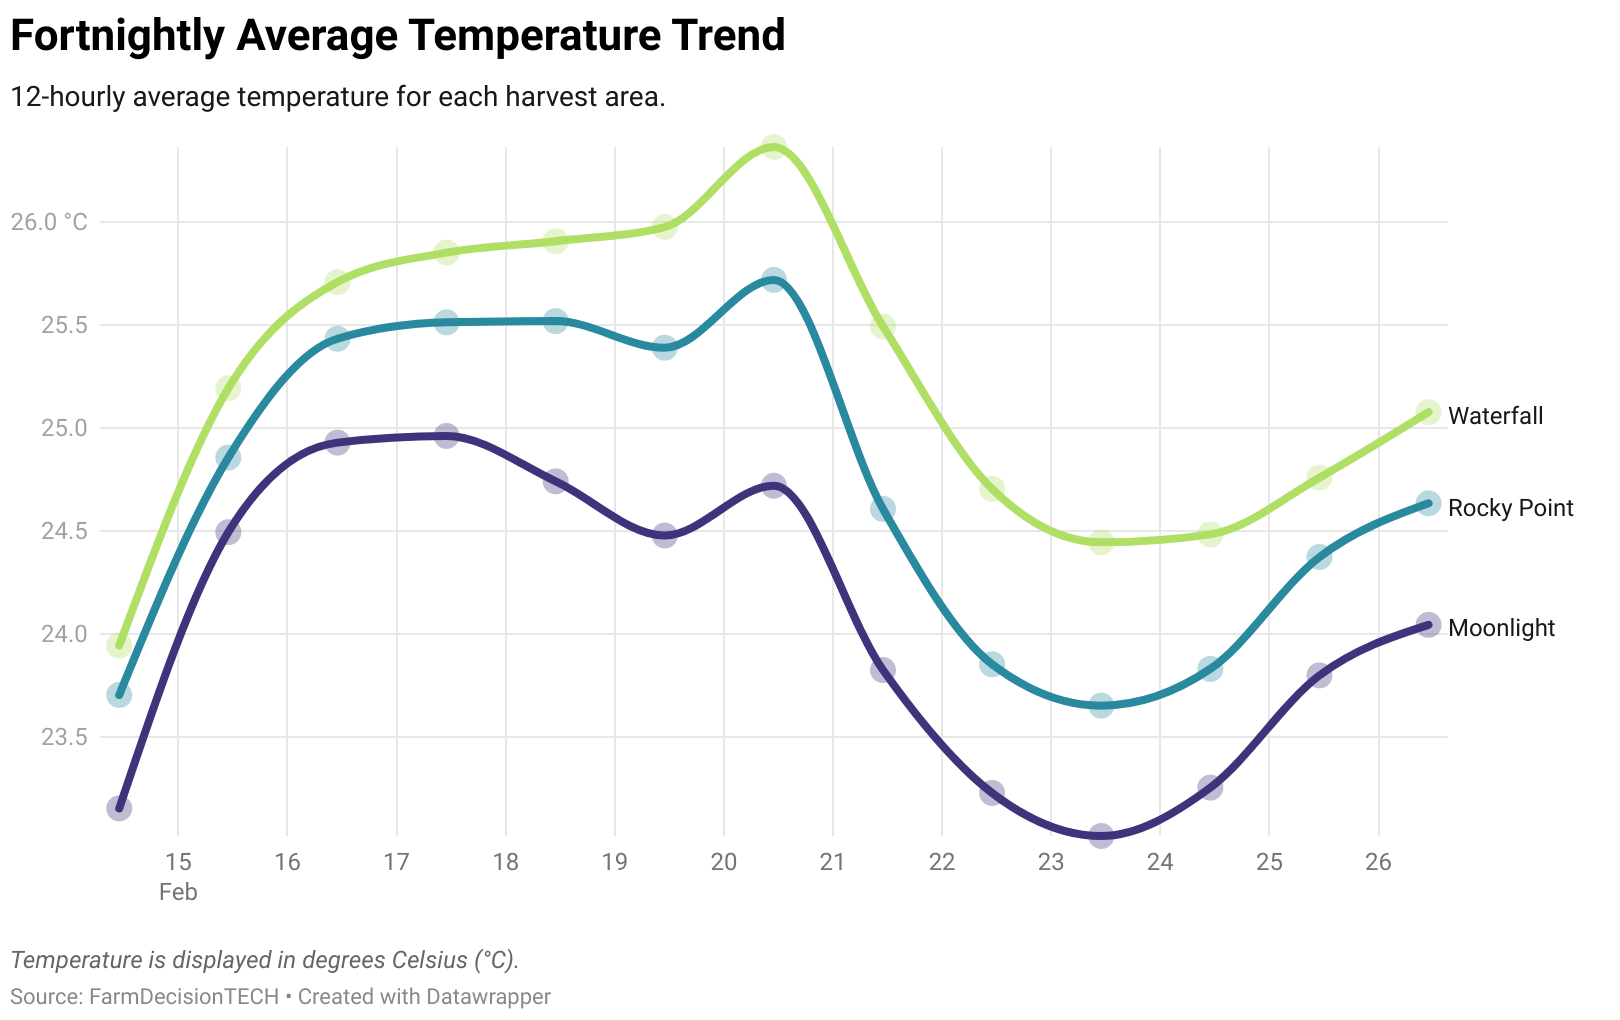 Fortnightly Average Temperature Trend
12-hourly average temperature for each harvest area.
26.0 °C
25.5
25.0
24.5
24.0
23.5
Waterfall
Rocky Point
Moonlight
15 16 17 18 19 20 21 22 23 24 25 26
Feb
Temperature is displayed in degrees Celsius (°C).
Source: FarmDecisionTECH • Created with Datawrapper